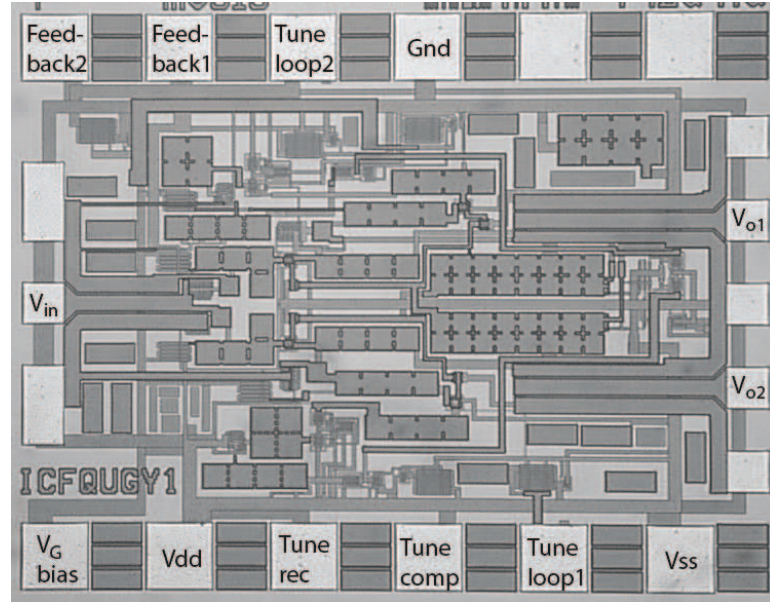 Feed-
back2
Feed-
back1
Tune
loop2
Gnd
Vo1
Vin
Vo2
ICFQUGY1
VG
bias
Vdd
Tune
rec
Tune
comp
Tune
loop1
Vss